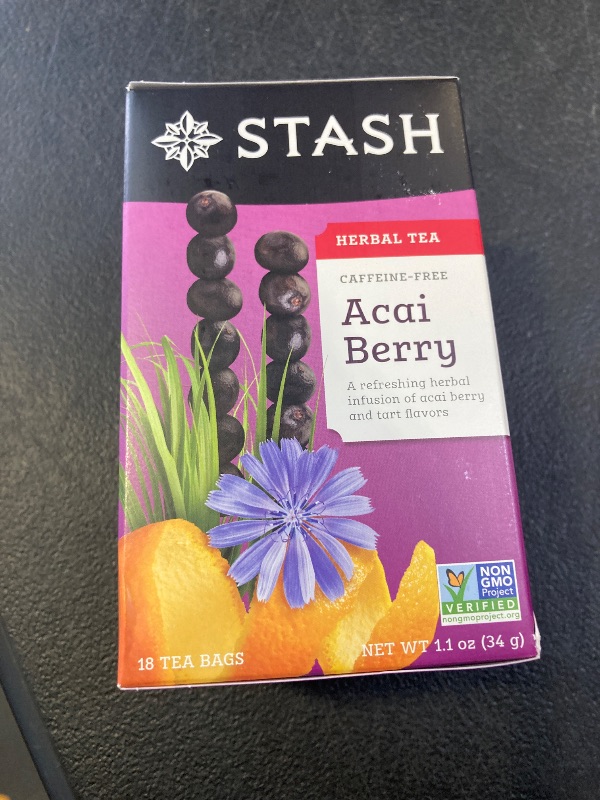 STASH
HERBAL TEA
CAFFEINE-FREE
Acai
Berry
A refreshing herbal
infusion of acai berry
and tart flavors
NON
GMO
Project
VERIFIED
nongmoproject.org
18 TEA BAGS
NET WT 1.1 oz (34 g)